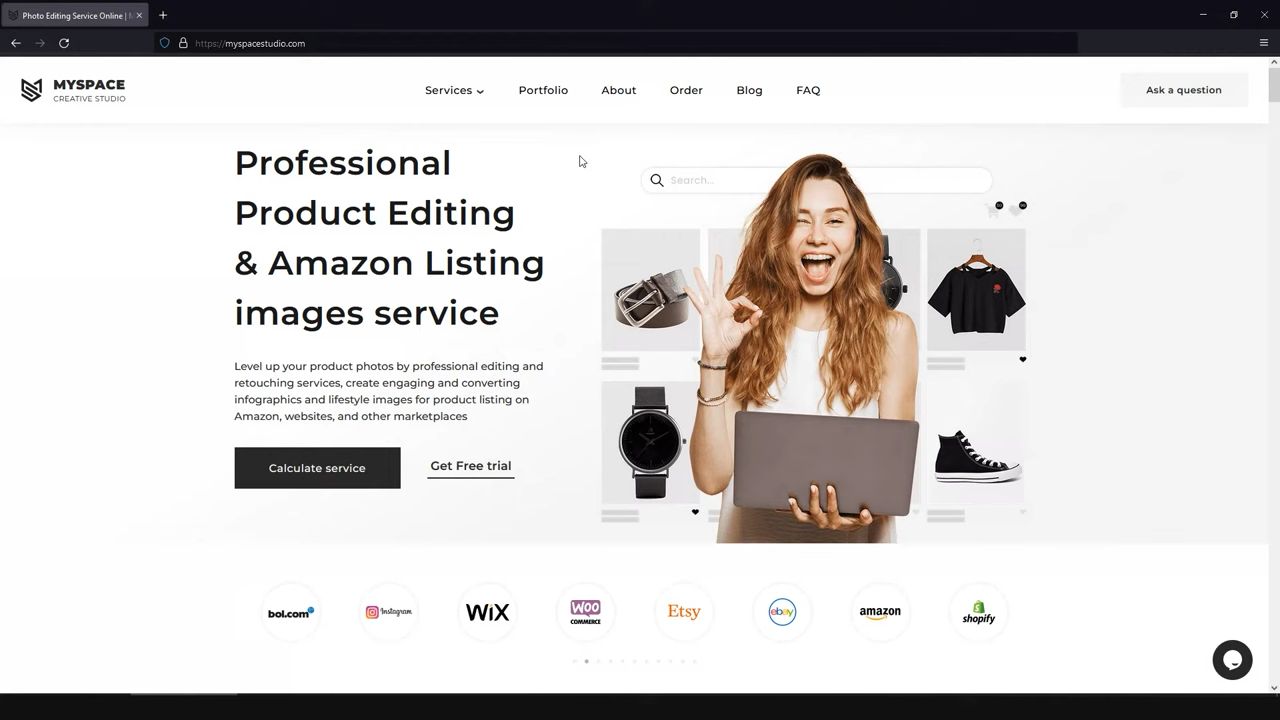 Photo Editing Service Online |
https://myspacestudio.com
MYSPACE
CREATIVE STUDIO
Services
Portfolio
About
Order
Blog
FAQ
Ask a question
Professional
Product Editing
& Amazon Listing
images service
Search...
Level up your product photos by professional editing and
retouching services, create engaging and converting
infographics and lifestyle images for product listing on
Amazon, websites, and other marketplaces
Calculate service
Get Free trial
bol.com
Instagram
WiX
WOO
COMMERCE
Etsy
ebay
amazon
shopify